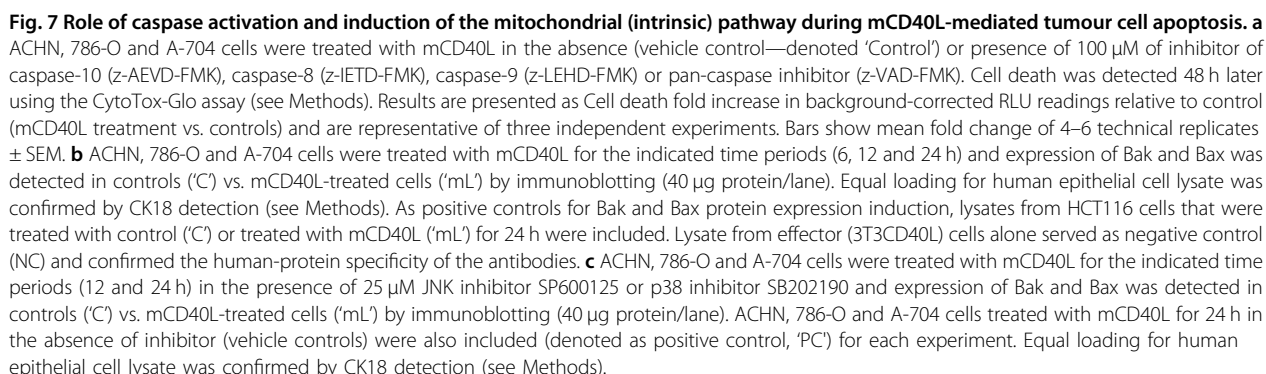 Fig. 7 Role of caspase activation and induction of the mitochondrial (intrinsic) pathway during mCD40L-mediated tumour cell apoptosis. a
ACHN, 786-O and A-704 cells were treated with mCD40L in the absence (vehicle control—denoted ‘Control’) or presence of 100 µM of inhibitor of
caspase-10 (z-AEVD-FMK), caspase-8 (z-IETD-FMK), caspase-9 (z-LEHD-FMK) or pan-caspase inhibitor (z-VAD-FMK). Cell death was detected 48 h later
using the CytoTox-Glo assay (see Methods). Results are presented as Cell death fold increase in background-corrected RLU readings relative to control
(mCD40L treatment vs. controls) and are representative of three independent experiments. Bars show mean fold change of 4–6 technical replicates
± SEM. b ACHN, 786-O and A-704 cells were treated with mCD40L for the indicated time periods (6, 12 and 24 h) and expression of Bak and Bax was
detected in controls (‘C’) vs. mCD40L-treated cells (‘mL’) by immunoblotting (40 µg protein/lane). Equal loading for human epithelial cell lysate was
confirmed by CK18 detection (see Methods). As positive controls for Bak and Bax protein expression induction, lysates from HCT116 cells that were
treated with control (‘C’) or treated with mCD40L (‘mL’) for 24 h were included. Lysate from effector (3T3CD40L) cells alone served as negative control
(NC) and confirmed the human-protein specificity of the antibodies. c ACHN, 786-O and A-704 cells were treated with mCD40L for the indicated time
periods (12 and 24 h) in the presence of 25 µM JNK inhibitor SP600125 or p38 inhibitor SB202190 and expression of Bak and Bax was detected in
controls (‘C’) vs. mCD40L-treated cells (‘mL’) by immunoblotting (40 µg protein/lane). ACHN, 786-O and A-704 cells treated with mCD40L for 24 h in
the absence of inhibitor (vehicle controls) were also included (denoted as positive control, ‘PC’) for each experiment. Equal loading for human
epithelial cell lysate was confirmed by CK18 detection (see Methods).